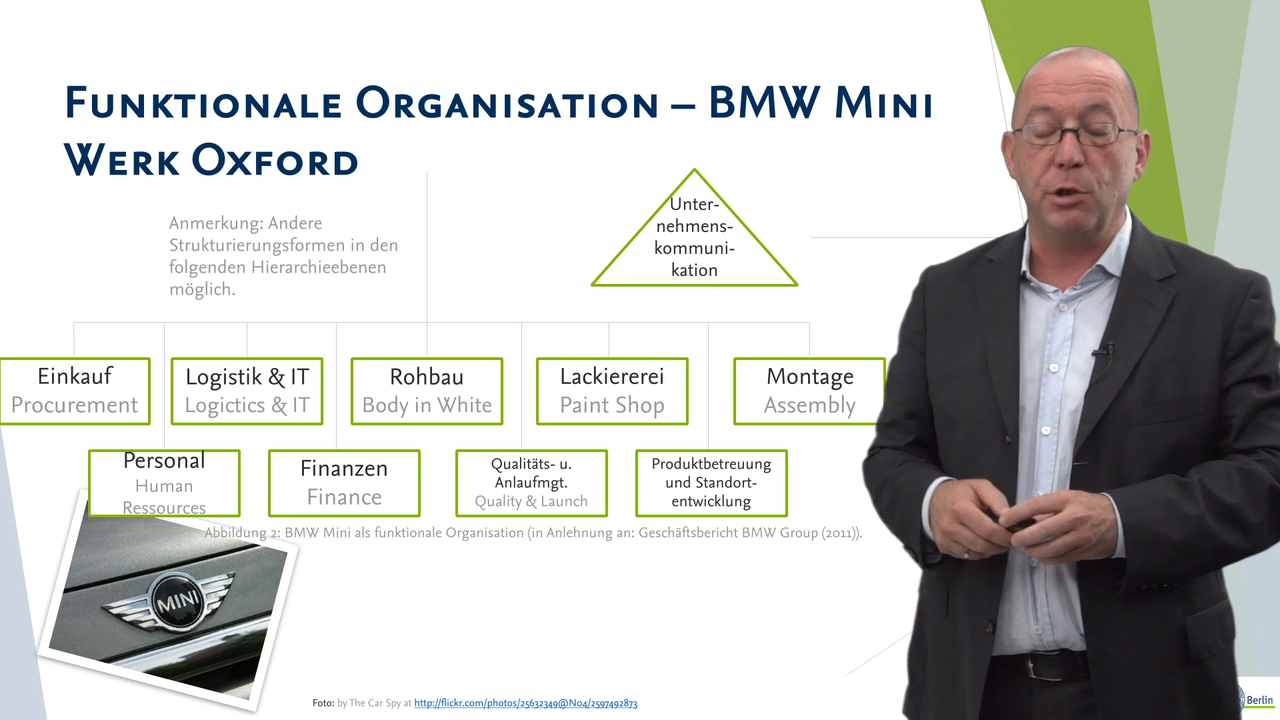 Funktionale Organisation – BMW Mini
Werk Oxford
Anmerkung: Andere
Strukturierungsformen in den
folgenden Hierarchieebenen
möglich.
Unter-
nehmens-
kommuni-
kation
Einkauf
Procurement
Logistik & IT
Logictics & IT
Rohbau
Body in White
Lackiererei
Paint Shop
Montage
Assembly
Personal
Human
Ressources
Finanzen
Finance
Qualitäts- u.
Anlaufmgt.
Quality & Launch
Produktbetreuung
und Standort-
entwicklung
Abbildung 2: BMW Mini als funktionale Organisation (in Anlehnung an: Geschäftsbericht BMW Group (2011)).
MINI
Foto: by The Car Spy at http://flickr.com/photos/25632349@N04/2597492873
Berlin